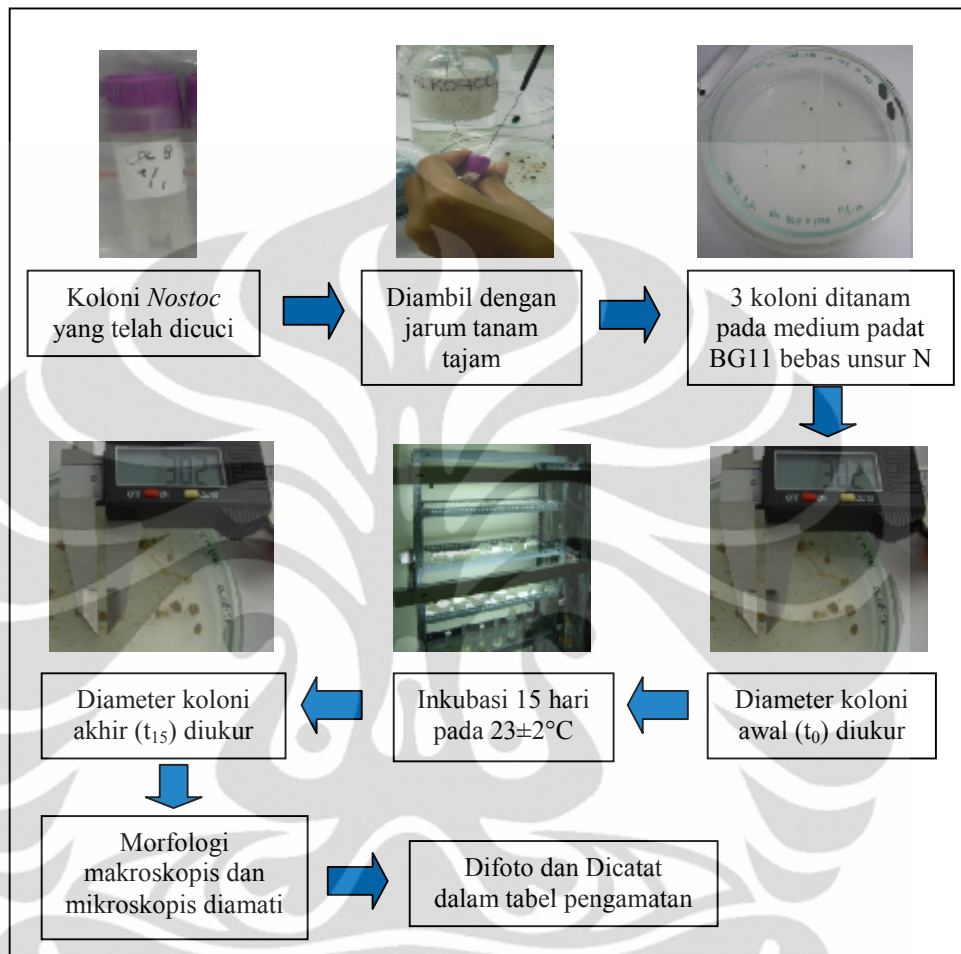 Koloni Nostoc
yang telah dicuci
Diambil dengan
jarum tanam
tajam
3 koloni ditanam
pada medium padat
BG11 bebas unsur N
Diameter koloni
awal (t₀) diukur
Inkubasi 15 hari
pada 23±2°C
Diameter koloni
akhir (t₁₅) diukur
Morfologi
makroskopis dan
mikroskopis diamati
Difoto dan Dicatat
dalam tabel pengamatan